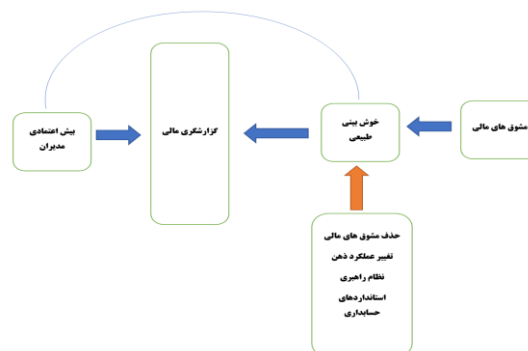 مشوق های مالی
خوش بینی
طبیعی
گزارشگری مالی
بیش اعتمادی
مدیران
حذف مشوق های مالی
تغییر عملکرد ذهن
نظام راهبری
استانداردهای
حسابداری